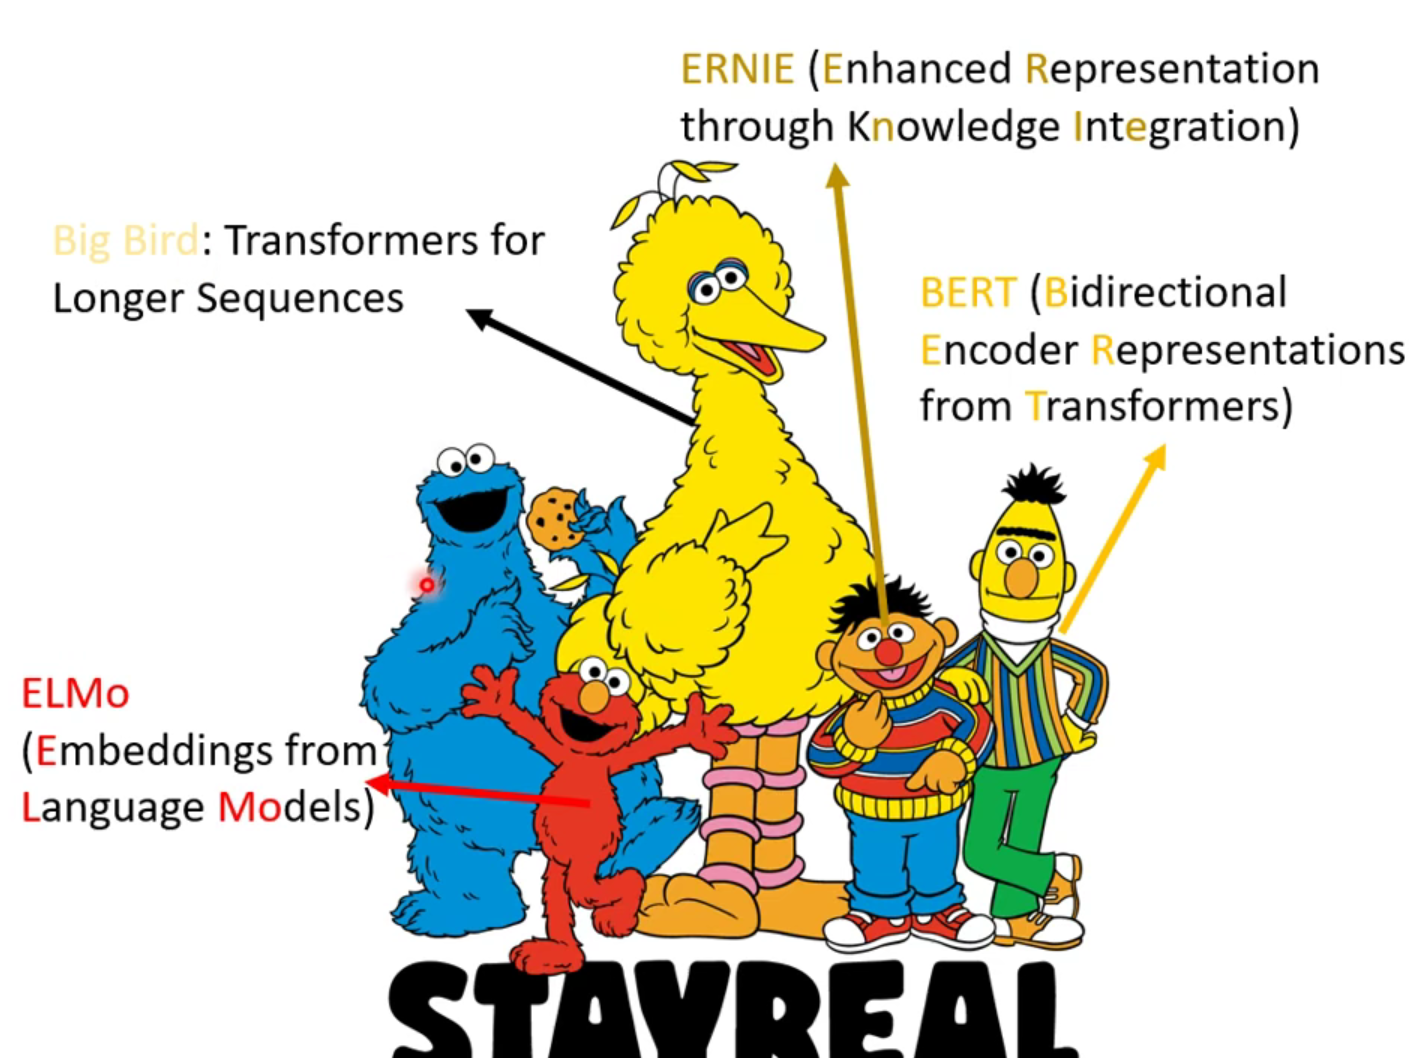 ERNIE (Enhanced Representation
through Knowledge Integration)
Big Bird: Transformers for
Longer Sequences
BERT (Bidirectional
Encoder Representations
from Transformers)
ELMo
(Embeddings from
Language Models)
STAYREAL